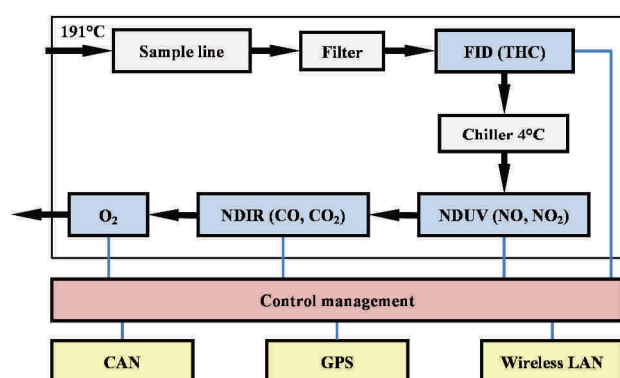 191°C
Sample line
Filter
FID (THC)
Chiller 4°C
O₂
NDIR (CO, CO₂)
NDUV (NO, NO₂)
Control management
CAN
GPS
Wireless LAN